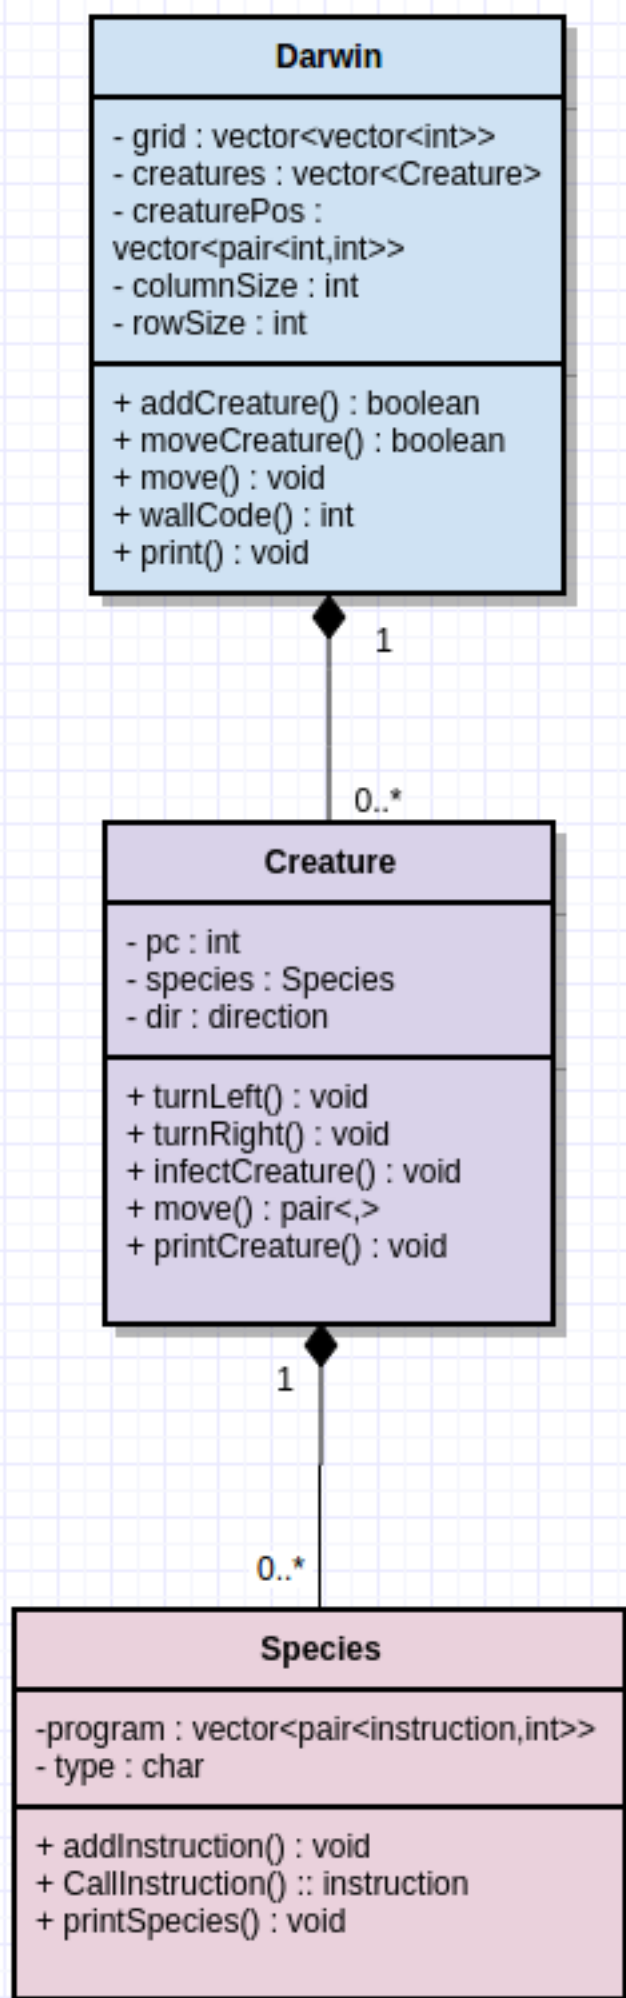 Darwin
- grid : vector<vector<int>>
- creatures : vector<Creature>
- creaturePos :
vector<pair<int,int>>
- columnSize : int
- rowSize : int
+ addCreature() : boolean
+ moveCreature() : boolean
+ move() : void
+ wallCode() : int
+ print() : void
1
0..*
Creature
- pc : int
- species : Species
- dir : direction
+ turnLeft() : void
+ turnRight() : void
+ infectCreature() : void
+ move() : pair<,>
+ printCreature() : void
1
0..*
Species
-program : vector<pair<instruction,int>>
- type : char
+ addInstruction() : void
+ CallInstruction() :: instruction
+ printSpecies() : void